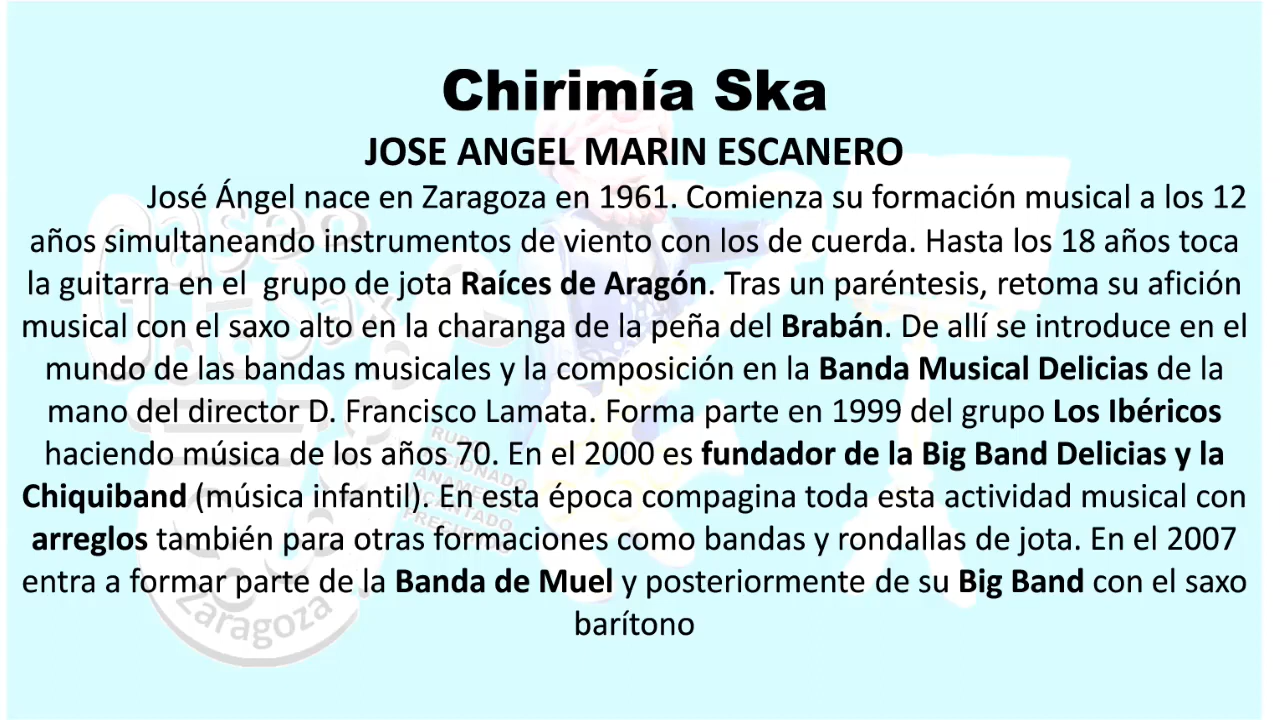 Chirimía Ska
JOSE ANGEL MARIN ESCANERO
José Ángel nace en Zaragoza en 1961. Comienza su formación musical a los 12
años simultaneando instrumentos de viento con los de cuerda. Hasta los 18 años toca
la guitarra en el  grupo de jota Raíces de Aragón. Tras un paréntesis, retoma su afición
musical con el saxo alto en la charanga de la peña del Brabán. De allí se introduce en el
mundo de las bandas musicales y la composición en la Banda Musical Delicias de la
mano del director D. Francisco Lamata. Forma parte en 1999 del grupo Los Ibéricos
haciendo música de los años 70. En el 2000 es fundador de la Big Band Delicias y la
Chiquiband (música infantil). En esta época compagina toda esta actividad musical con
arreglos también para otras formaciones como bandas y rondallas de jota. En el 2007
entra a formar parte de la Banda de Muel y posteriormente de su Big Band con el saxo
barítono
Zaragoza